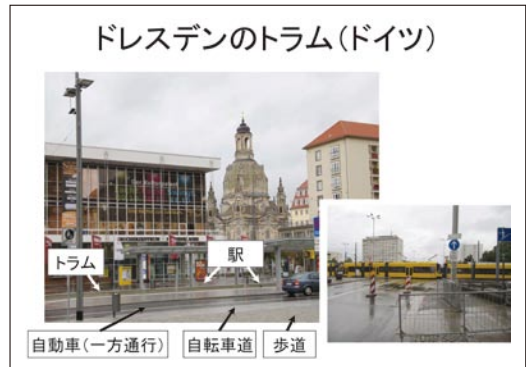 ドレスデンのトラム(ドイツ)
トラム
駅
自動車(一方通行)
自転車道
歩道